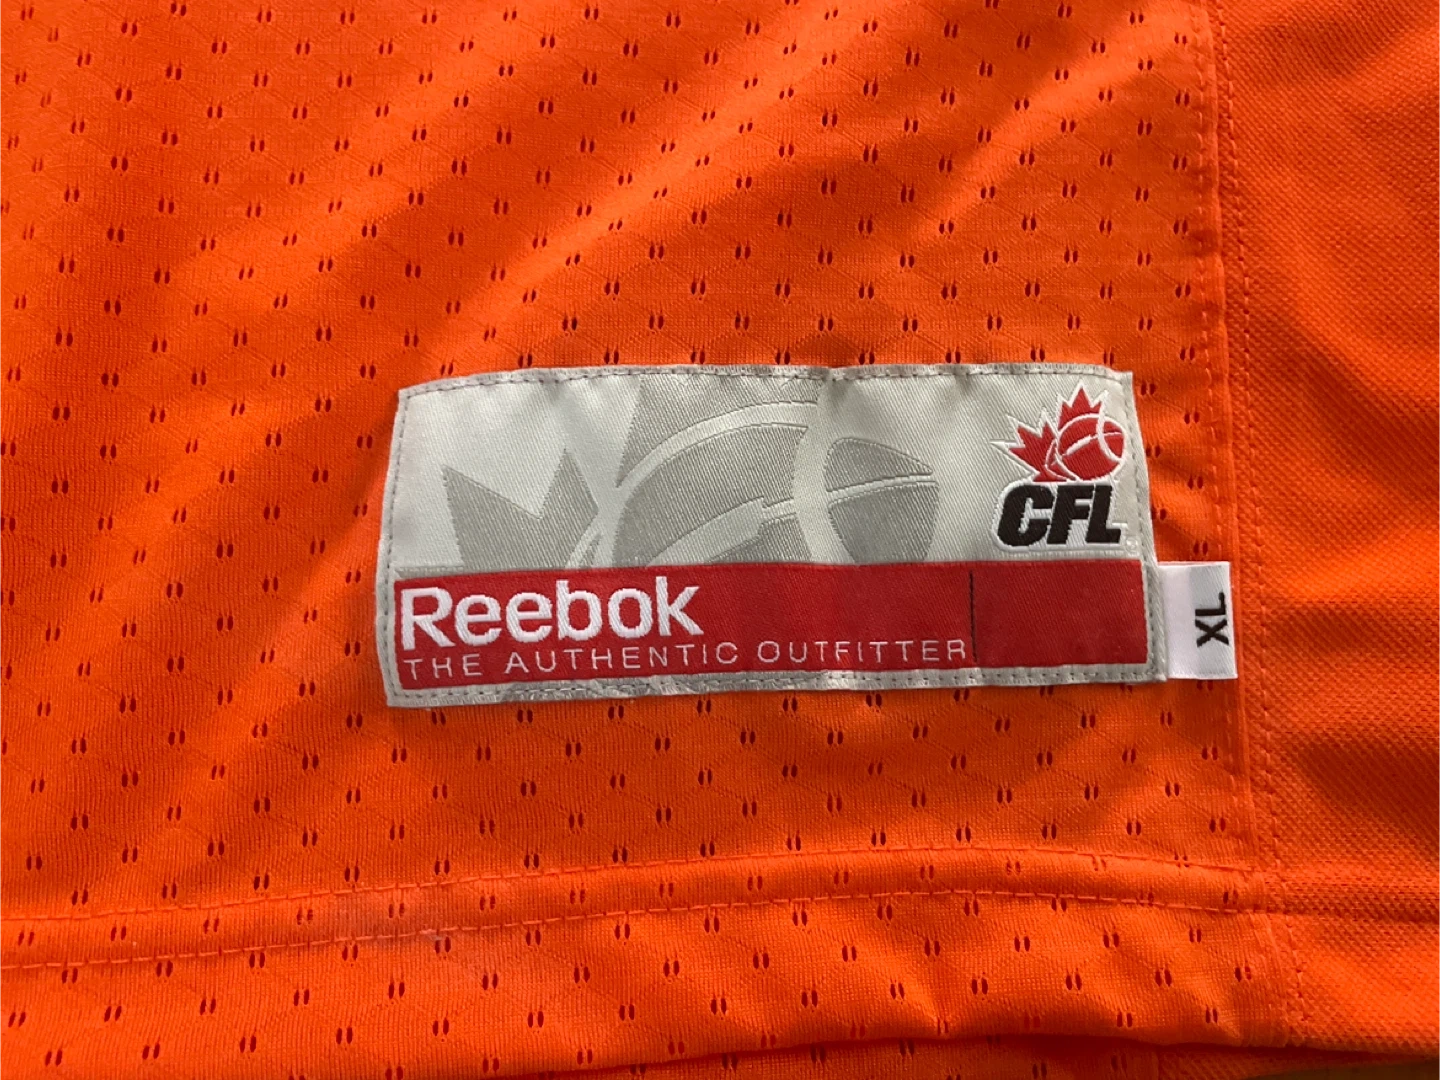 CFL
Reebok
THE AUTHENTIC OUTFITTER
XL